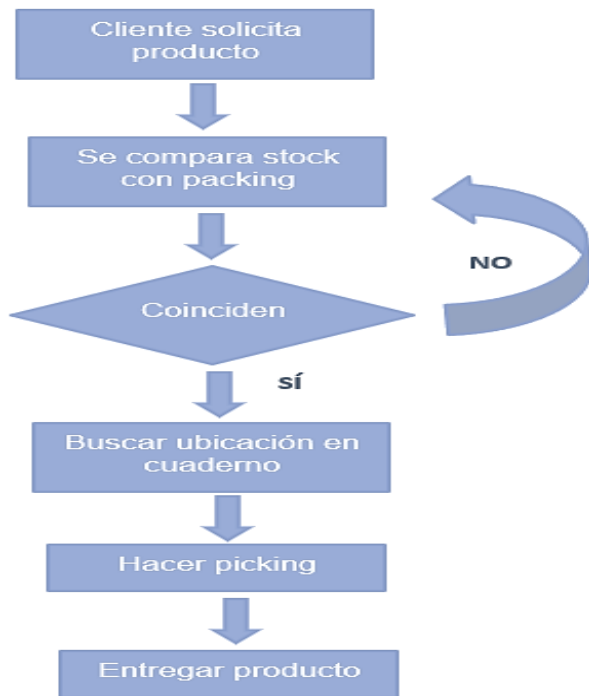 Cliente solicita
producto
Se compara stock
con packing
NO
Coinciden
SÍ
Buscar ubicación en
cuaderno
Hacer picking
Entregar producto